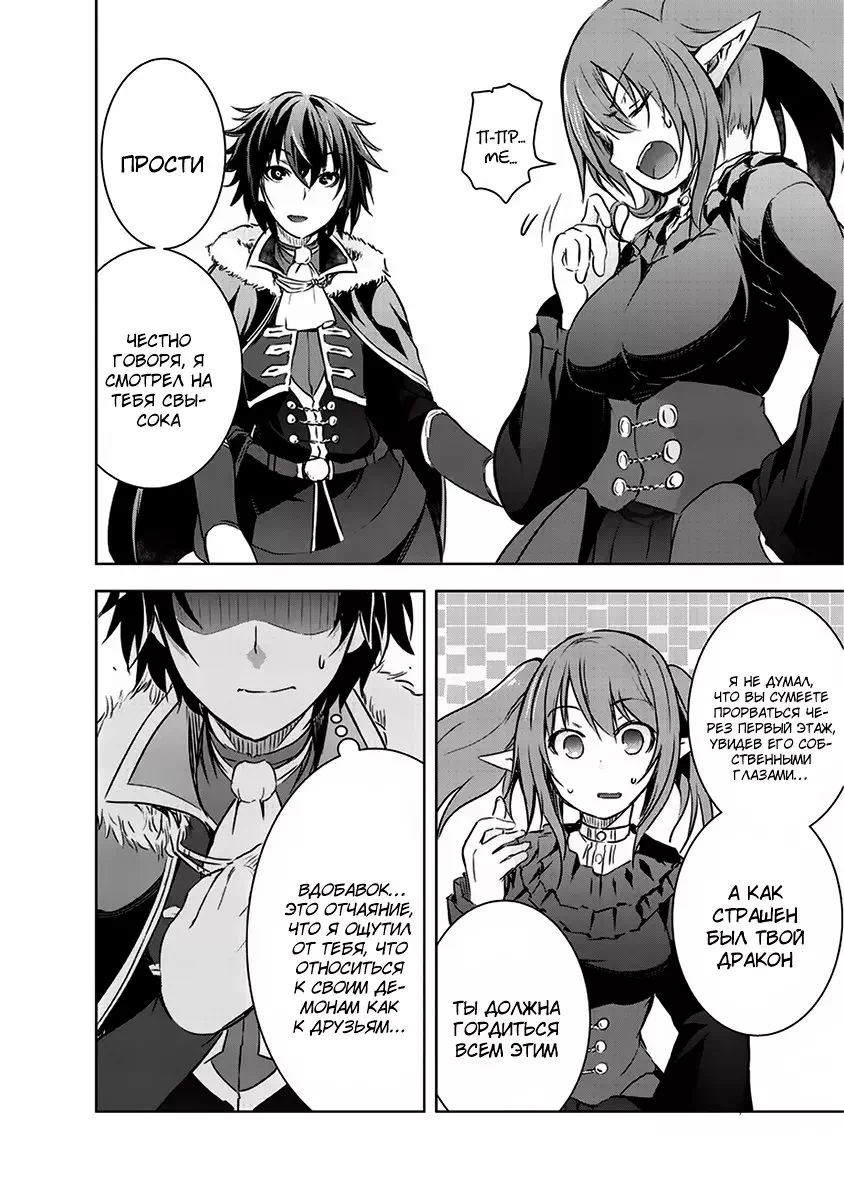 П-ПР...
МЕ...
ПРОСТИ
ЧЕСТНО
ГОВОРЯ, Я
СМОТРЕЛ НА
ТЕБЯ СВЫ-
СОКА
Я НЕ ДУМАЛ,
ЧТО ВЫ СУМЕЕТЕ
ПРОРВАТЬСЯ ЧЕ-
РЕЗ ПЕРВЫЙ ЭТАЖ,
УВИДЕВ ЕГО СОБ-
СТВЕННЫМИ
ГЛАЗАМИ...
А КАК
СТРАШЕН
БЫЛ ТВОЙ
ДРАКОН
ТЫ ДОЛЖНА
ГОРДИТЬСЯ
ВСЕМ ЭТИМ
ВДОБАВОК...
ЭТО ОТЧАЯНИЕ,
ЧТО Я ОЩУТИЛ
ОТ ТЕБЯ, ЧТО
ОТНОСИТЬСЯ
К СВОИМ ДЕ-
МОНАМ КАК
К ДРУЗЬЯМ...